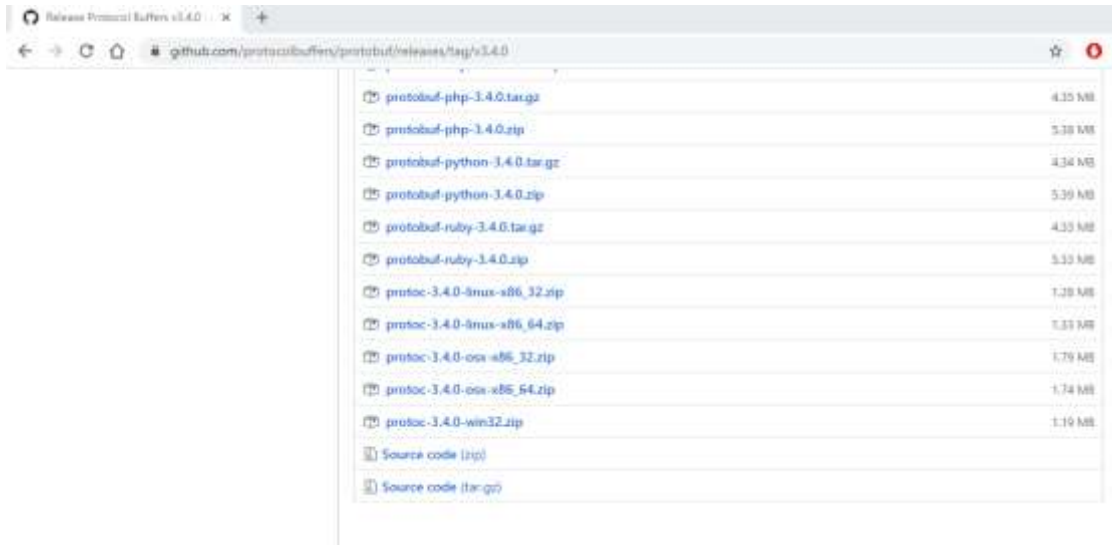 Release Protocol Buffers v3.4.0
github.com/protocolbuffers/protobuf/releases/tag/v3.4.0
protobuf-php-3.4.0.tar.gz 4.35 MB
protobuf-php-3.4.0.zip 5.38 MB
protobuf-python-3.4.0.tar.gz 4.34 MB
protobuf-python-3.4.0.zip 5.39 MB
protobuf-ruby-3.4.0.tar.gz 4.33 MB
protobuf-ruby-3.4.0.zip 5.33 MB
protoc-3.4.0-linux-x86_32.zip 1.28 MB
protoc-3.4.0-linux-x86_64.zip 1.33 MB
protoc-3.4.0-osx-x86_32.zip 1.79 MB
protoc-3.4.0-osx-x86_64.zip 1.74 MB
protoc-3.4.0-win32.zip 1.19 MB
Source code (zip)
Source code (tar.gz)